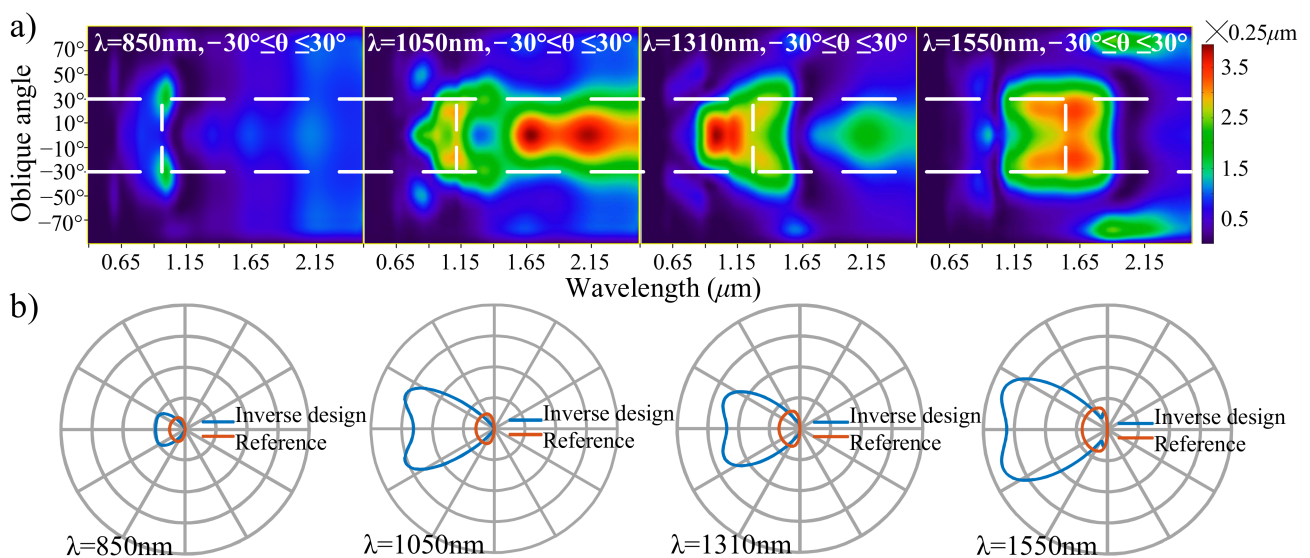 a)
×0.25μm
λ=850nm, −30°≤θ ≤30°
λ=1050nm, −30°≤θ ≤30°
λ=1310nm, −30°≤θ ≤30°
λ=1550nm, −30°≤θ ≤30°
Oblique angle
70°
50°
30°
10°
−10°
−30°
−50°
−70°
3.5
2.5
1.5
0.5
0.65 1.15 1.65 2.15
0.65 1.15 1.65 2.15
0.65 1.15 1.65 2.15
0.65 1.15 1.65 2.15
Wavelength (μm)
b)
Inverse design
Reference
λ=850nm
Inverse design
Reference
λ=1050nm
Inverse design
Reference
λ=1310nm
Inverse design
Reference
λ=1550nm